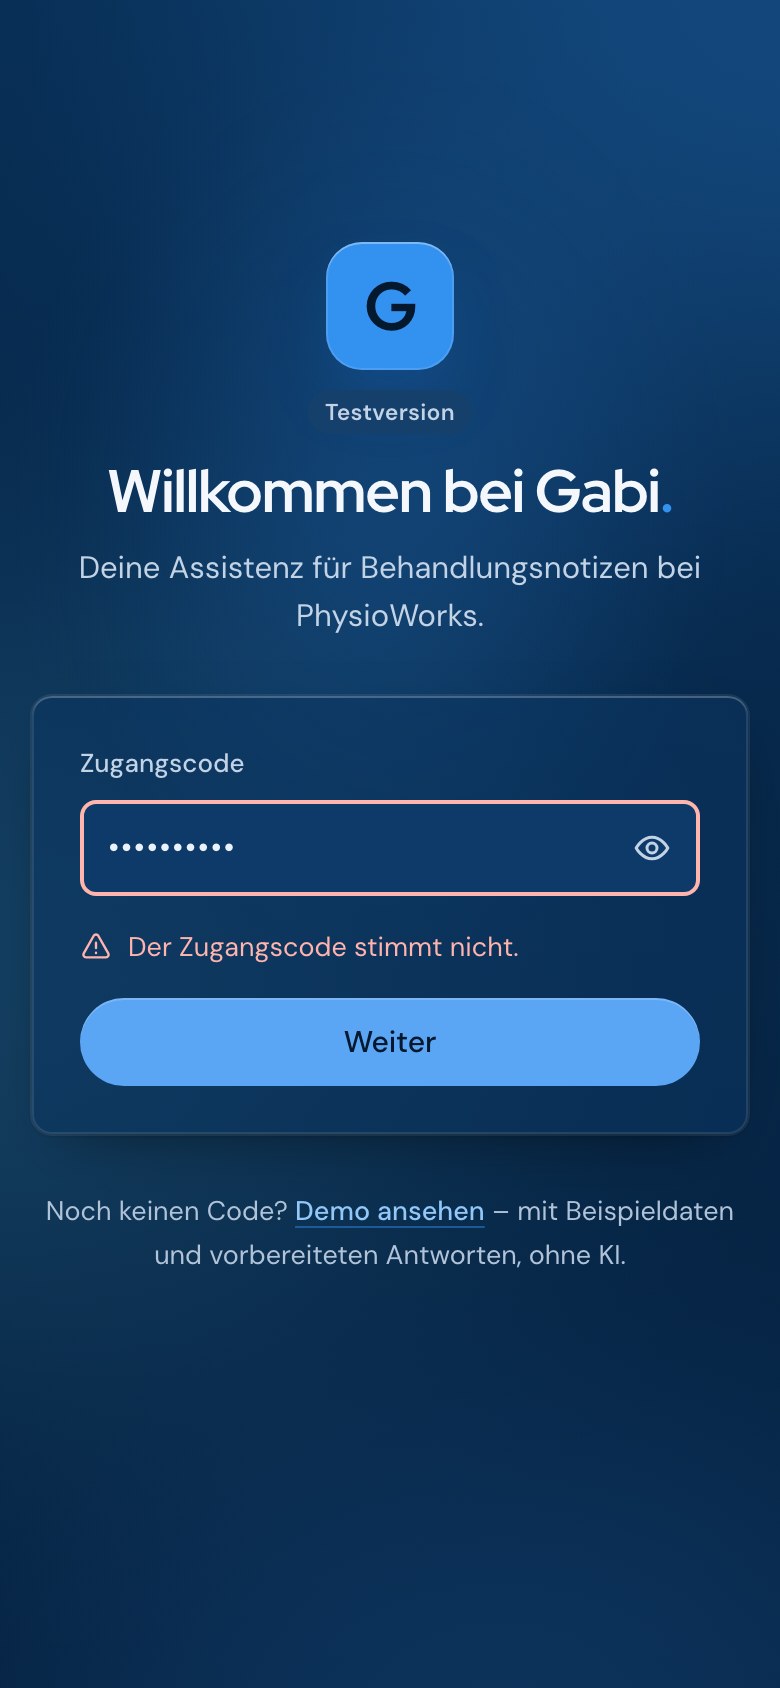 G
Testversion
Willkommen bei Gabi.
Deine Assistenz für Behandlungsnotizen bei
PhysioWorks.
Zugangscode
••••••••••
Der Zugangscode stimmt nicht.
Weiter
Noch keinen Code? Demo ansehen – mit Beispieldaten
und vorbereiteten Antworten, ohne KI.